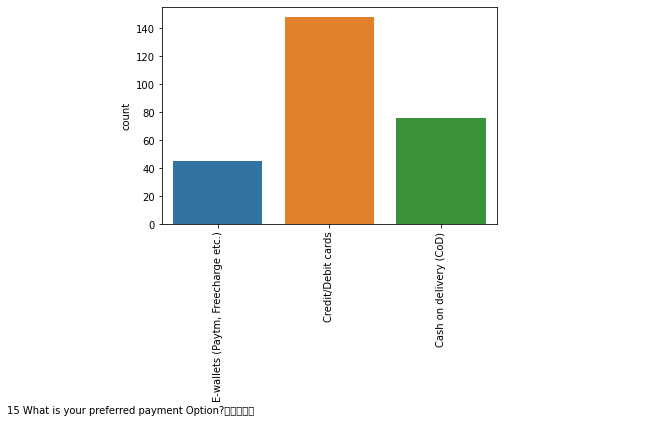 140
120
100
80
60
40
20
0
count
E-wallets (Paytm, Freecharge etc.)
Credit/Debit cards
Cash on delivery (CoD)
15 What is your preferred payment Option?